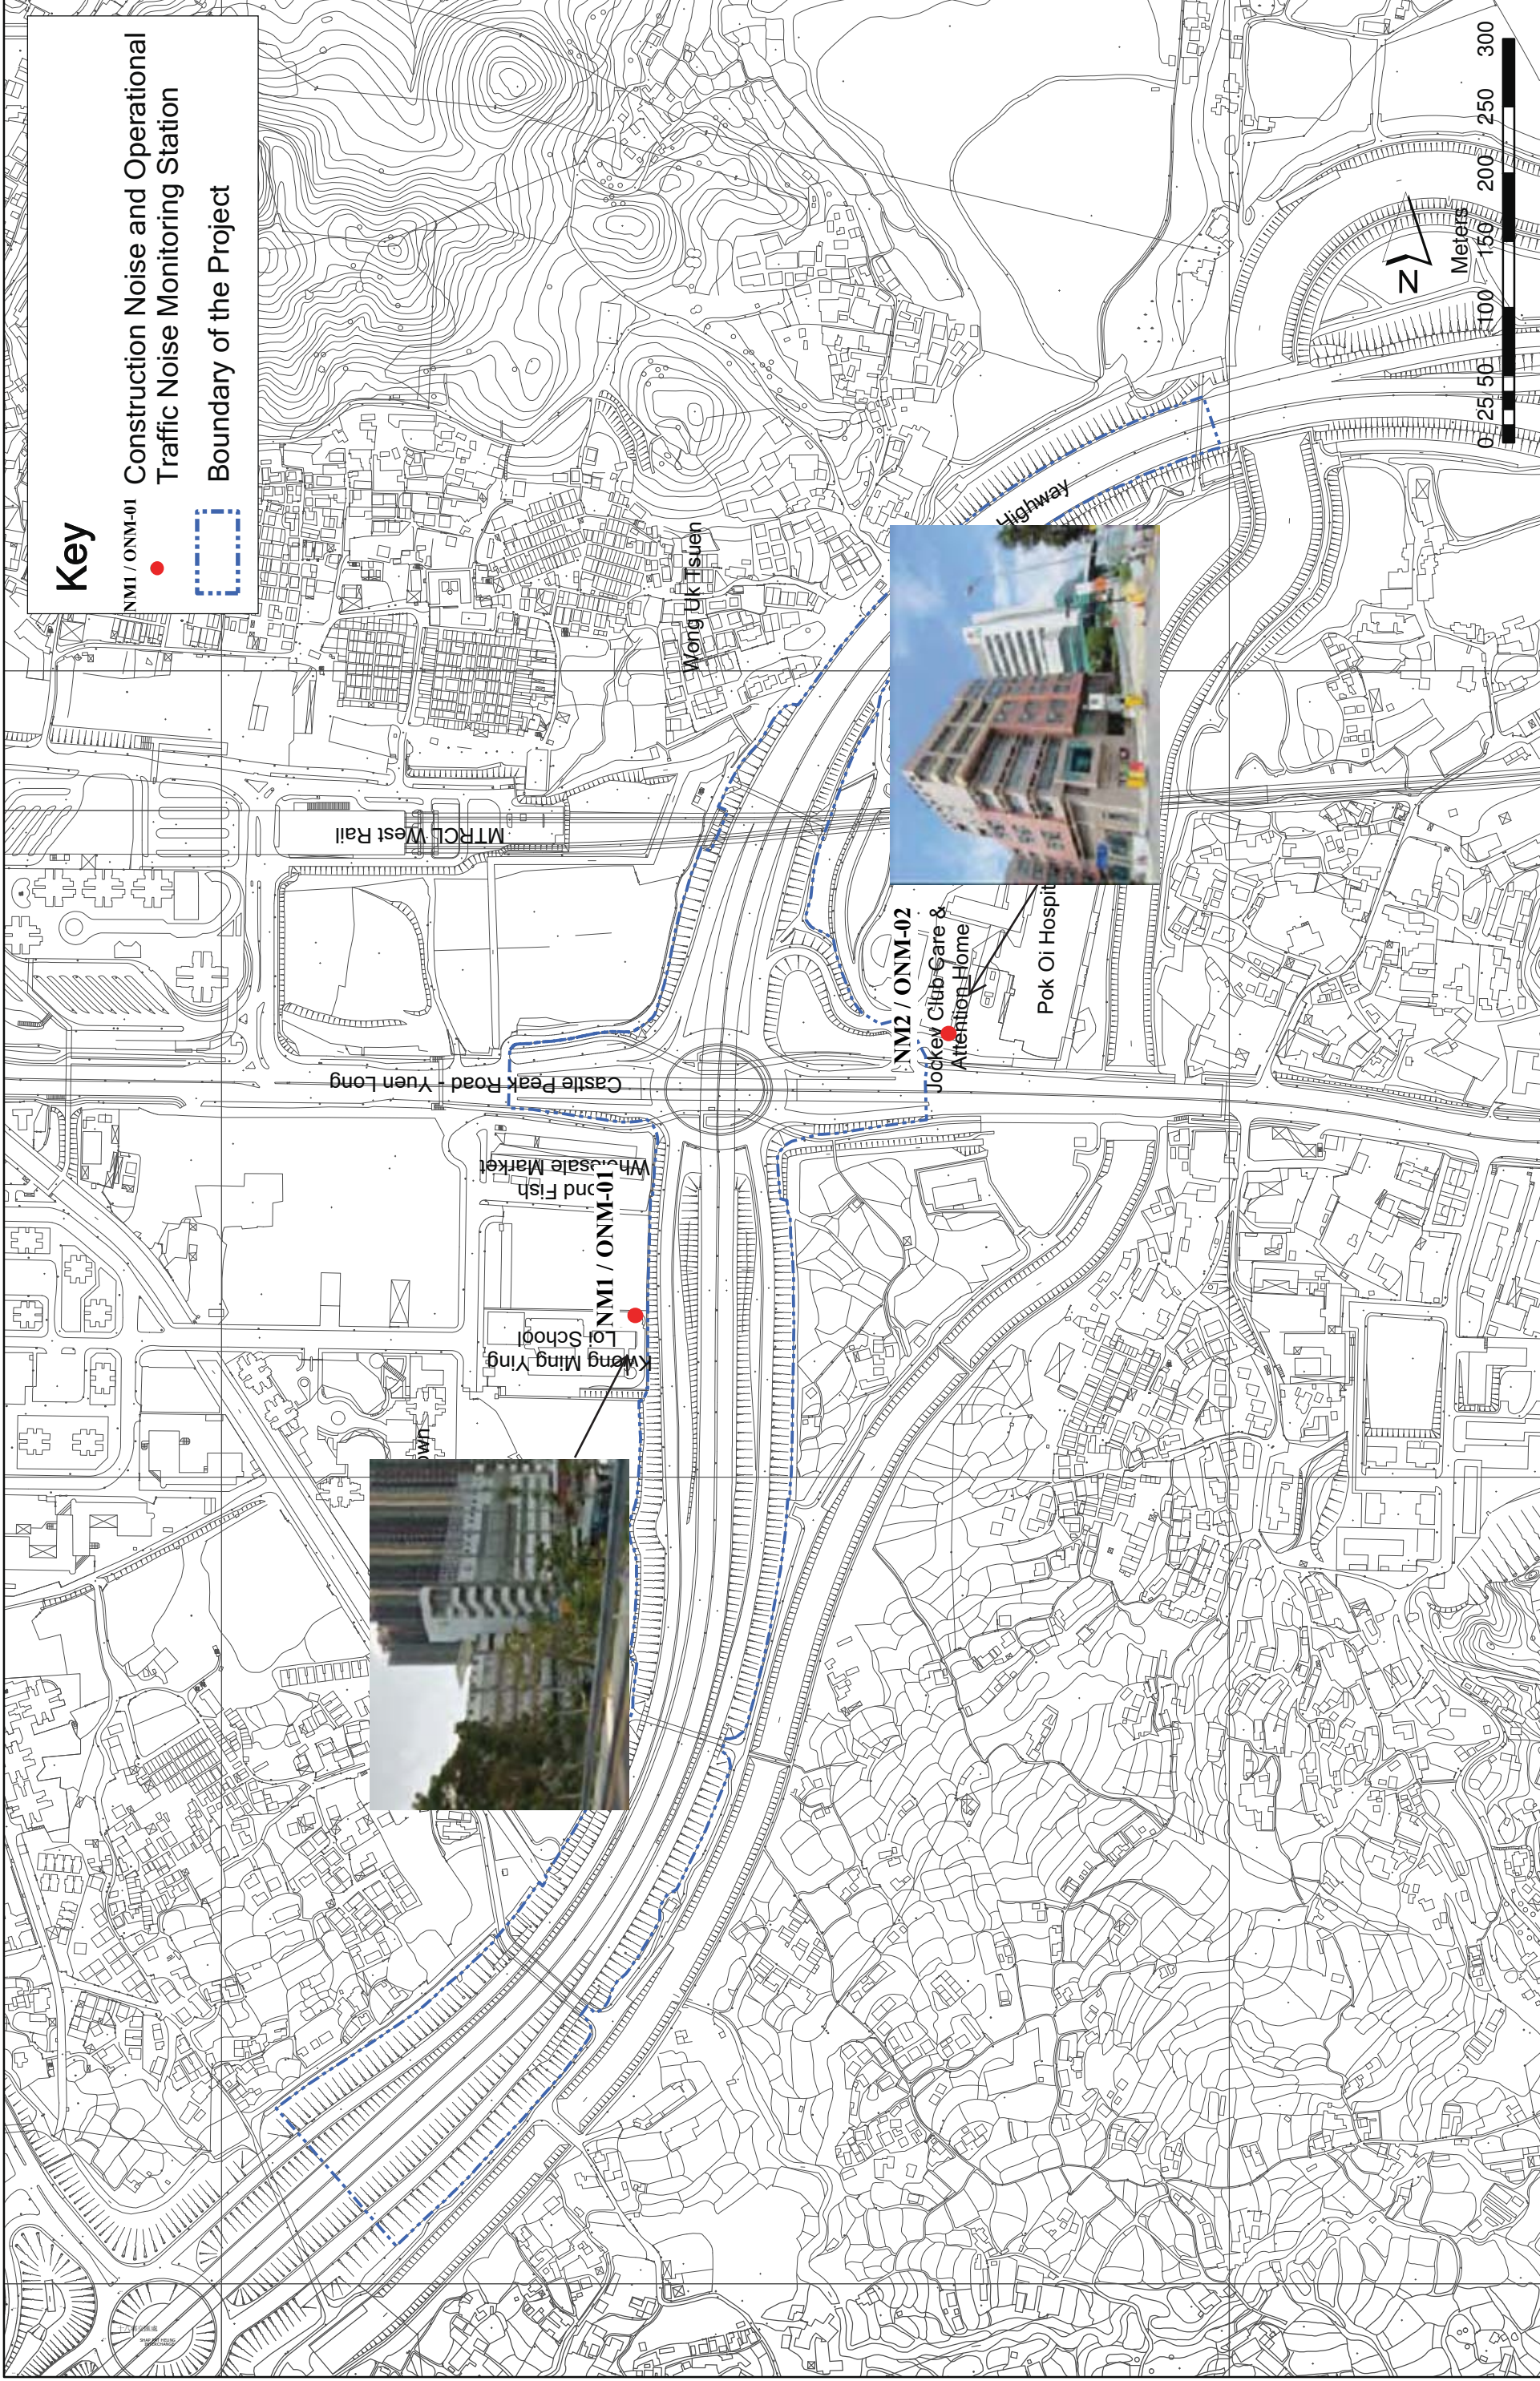 Key
NM1 / ONM-01
Construction Noise and Operational
Traffic Noise Monitoring Station
Boundary of the Project
Wong Uk Tsuen
Highway
MTRCL West Rail
Castle Peak Road - Yuen Long
NM2 / ONM-02
Jockey Club Care &
Attention Home
Pok Oi Hospit
Wholesale Market
ond Fish
NM1 / ONM-01
Kwong Ming Ying
Loi School
own
N
Meters
0 25 50 100 150 200 250 300